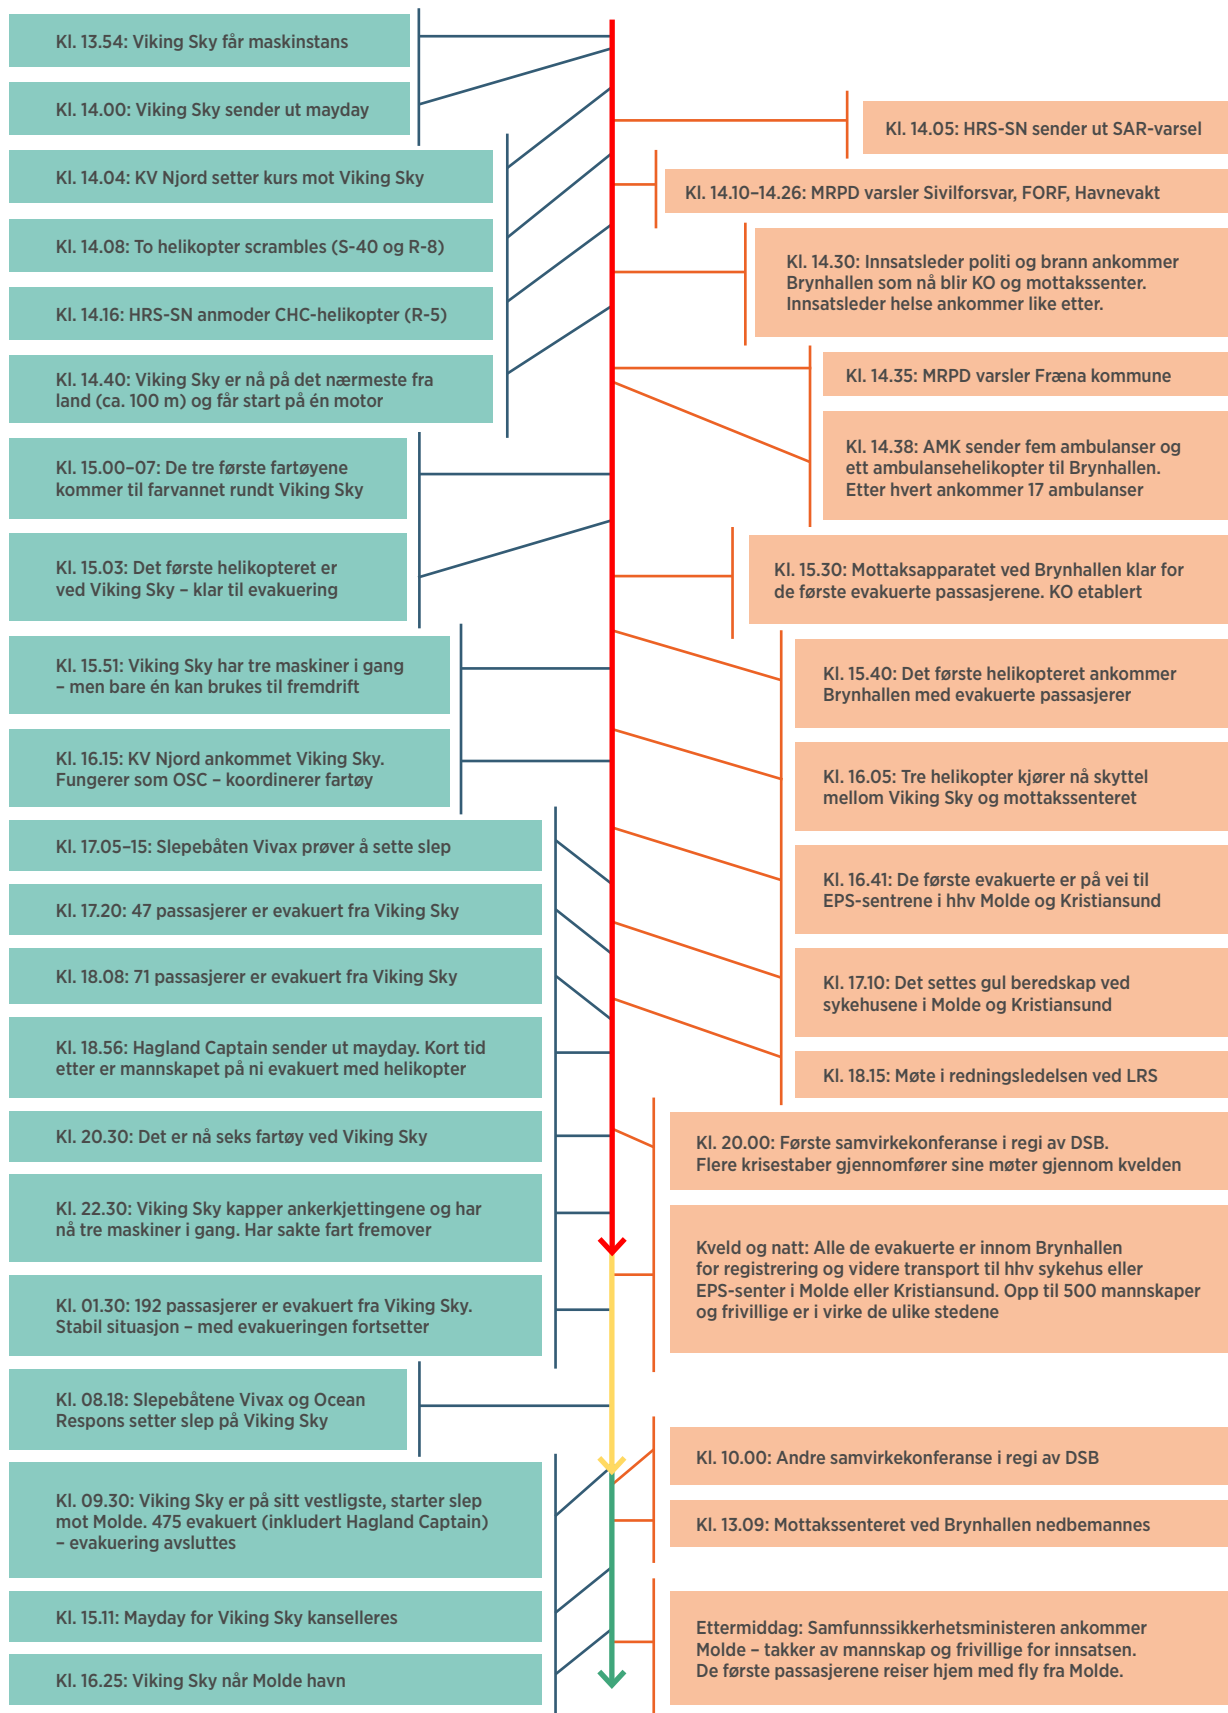 Kl. 13.54: Viking Sky får maskinstans
Kl. 14.00: Viking Sky sender ut mayday
Kl. 14.04: KV Njord setter kurs mot Viking Sky
Kl. 14.08: To helikopter scrambles (S-40 og R-8)
Kl. 14.16: HRS-SN anmoder CHC-helikopter (R-5)
Kl. 14.40: Viking Sky er nå på det nærmeste fra
land (ca. 100 m) og får start på én motor
Kl. 15.00–07: De tre første fartøyene
kommer til farvannet rundt Viking Sky
Kl. 15.03: Det første helikopteret er
ved Viking Sky – klar til evakuering
Kl. 15.51: Viking Sky har tre maskiner i gang
– men bare én kan brukes til fremdrift
Kl. 16.15: KV Njord ankommet Viking Sky.
Fungerer som OSC – koordinerer fartøy
Kl. 17.05–15: Slepebåten Vivax prøver å sette slep
Kl. 17.20: 47 passasjerer er evakuert fra Viking Sky
Kl. 18.08: 71 passasjerer er evakuert fra Viking Sky
Kl. 18.56: Hagland Captain sender ut mayday. Kort tid
etter er mannskapet på ni evakuert med helikopter
Kl. 20.30: Det er nå seks fartøy ved Viking Sky
Kl. 22.30: Viking Sky kapper ankerkjettingene og har
nå tre maskiner i gang. Har sakte fart fremover
Kl. 01.30: 192 passasjerer er evakuert fra Viking Sky.
Stabil situasjon – med evakueringen fortsetter
Kl. 08.18: Slepebåtene Vivax og Ocean
Respons setter slep på Viking Sky
Kl. 09.30: Viking Sky er på sitt vestligste, starter slep
mot Molde. 475 evakuert (inkludert Hagland Captain)
– evakuering avsluttes
Kl. 15.11: Mayday for Viking Sky kanselleres
Kl. 16.25: Viking Sky når Molde havn
Kl. 14.05: HRS-SN sender ut SAR-varsel
Kl. 14.10–14.26: MRPD varsler Sivilforsvar, FORF, Havnevakt
Kl. 14.30: Innsatsleder politi og brann ankommer
Brynhallen som nå blir KO og mottakssenter.
Innsatsleder helse ankommer like etter.
Kl. 14.35: MRPD varsler Fræna kommune
Kl. 14.38: AMK sender fem ambulanser og
ett ambulansehelikopter til Brynhallen.
Etter hvert ankommer 17 ambulanser
Kl. 15.30: Mottaksapparatet ved Brynhallen klar for
de første evakuerte passasjerene. KO etablert
Kl. 15.40: Det første helikopteret ankommer
Brynhallen med evakuerte passasjerer
Kl. 16.05: Tre helikopter kjører nå skyttel
mellom Viking Sky og mottakssenteret
Kl. 16.41: De første evakuerte er på vei til
EPS-sentrene i hhv Molde og Kristiansund
Kl. 17.10: Det settes gul beredskap ved
sykehusene i Molde og Kristiansund
Kl. 18.15: Møte i redningsledelsen ved LRS
Kl. 20.00: Første samvirkekonferanse i regi av DSB.
Flere krisestaber gjennomfører sine møter gjennom kvelden
Kveld og natt: Alle de evakuerte er innom Brynhallen
for registrering og videre transport til hhv sykehus eller
EPS-senter i Molde eller Kristiansund. Opp til 500 mannskaper
og frivillige er i virke de ulike stedene
Kl. 10.00: Andre samvirkekonferanse i regi av DSB
Kl. 13.09: Mottakssenteret ved Brynhallen nedbemannes
Ettermiddag: Samfunnssikkerhetsministeren ankommer
Molde – takker av mannskap og frivillige for innsatsen.
De første passasjerene reiser hjem med fly fra Molde.